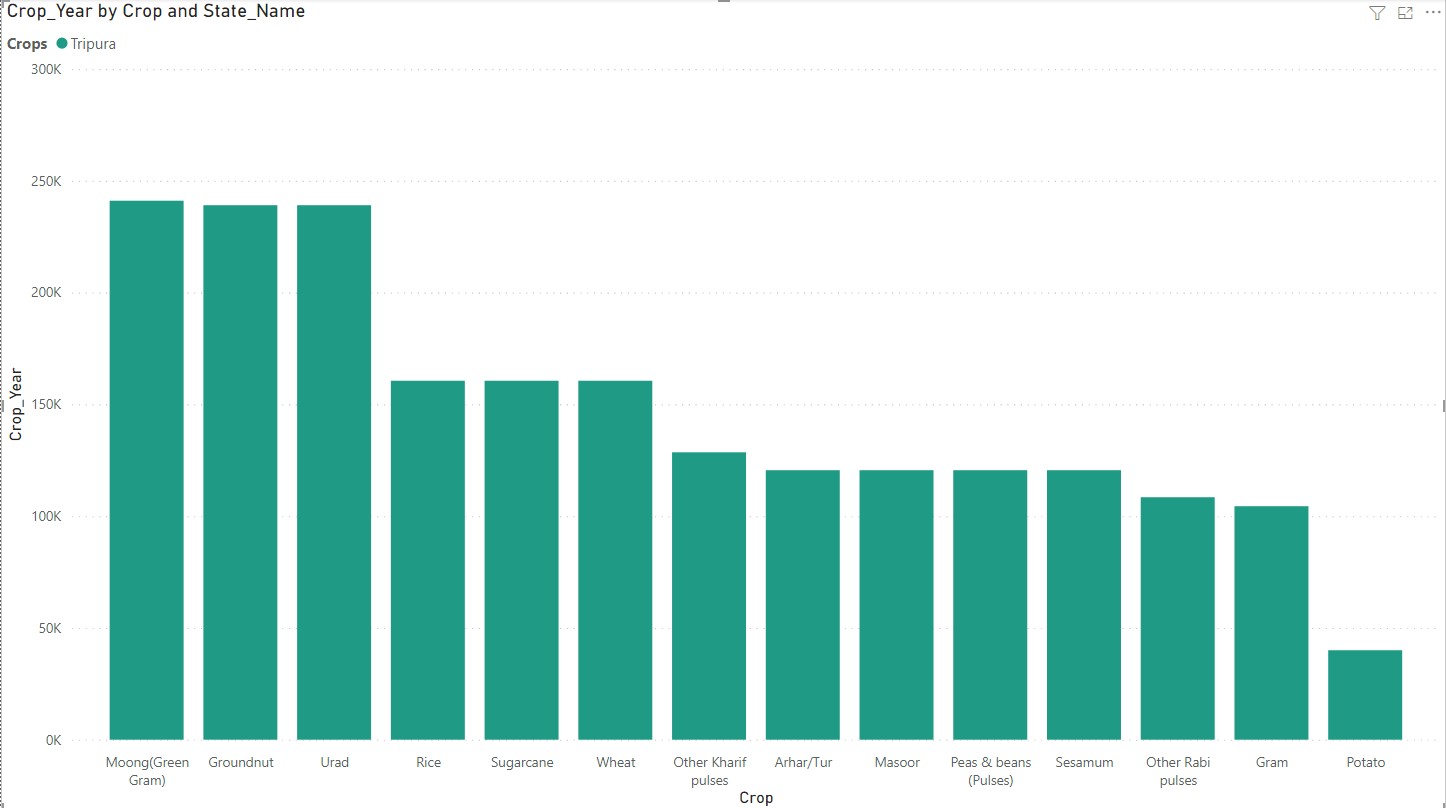 Crop_Year by Crop and State_Name
Crops Tripura
300K
250K
200K
150K
100K
50K
0K
Crop_Year
Moong(Green Gram)
Groundnut
Urad
Rice
Sugarcane
Wheat
Other Kharif pulses
Arhar/Tur
Masoor
Peas & beans (Pulses)
Sesamum
Other Rabi pulses
Gram
Potato
Crop